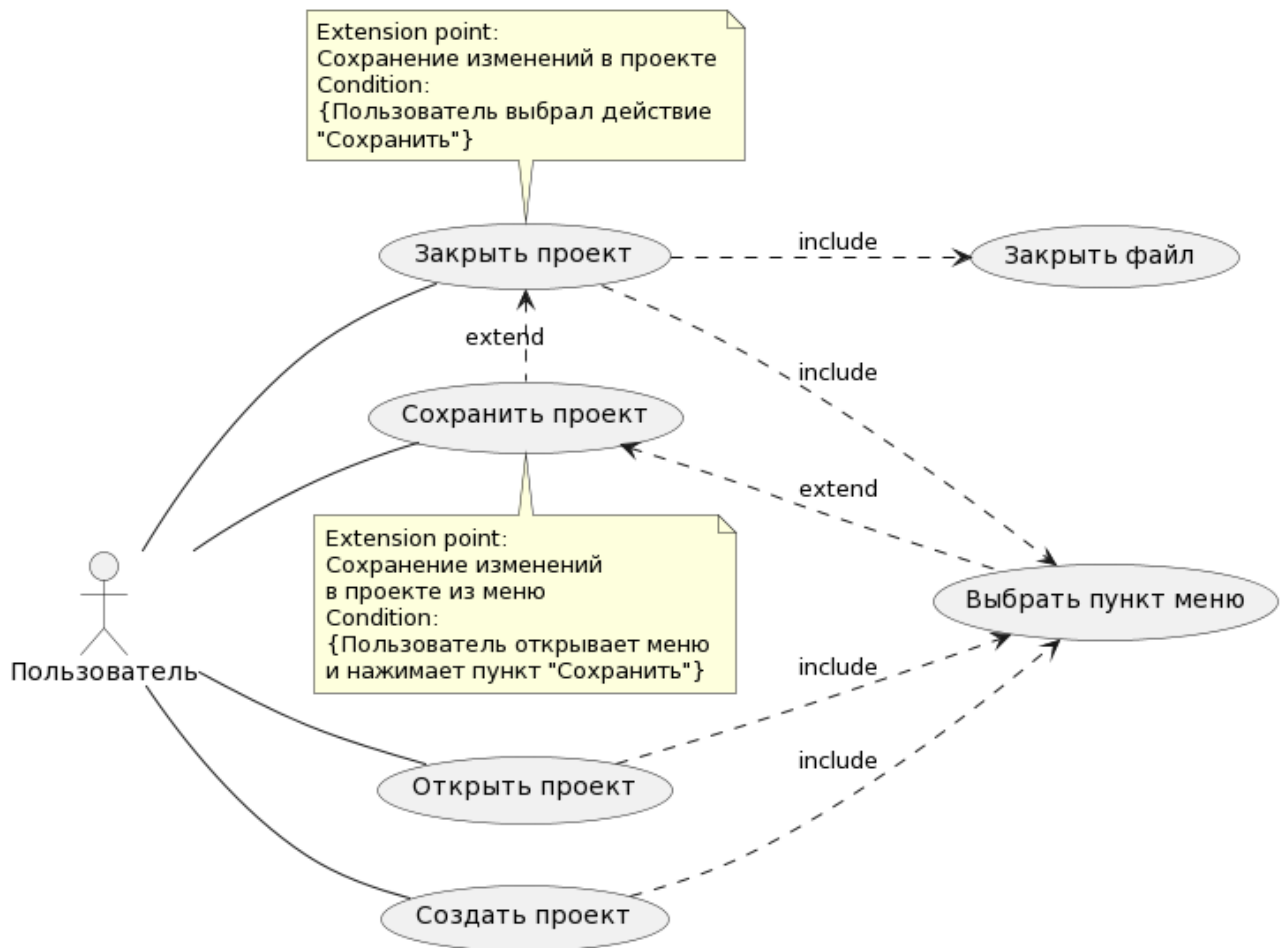 Extension point:
Сохранение изменений в проекте
Condition:
{Пользователь выбрал действие
"Сохранить"}
Закрыть проект
include
Закрыть файл
extend
include
Сохранить проект
extend
Extension point:
Сохранение изменений
в проекте из меню
Condition:
{Пользователь открывает меню
и нажимает пункт "Сохранить"}
Выбрать пункт меню
Пользователь
include
include
Открыть проект
Создать проект